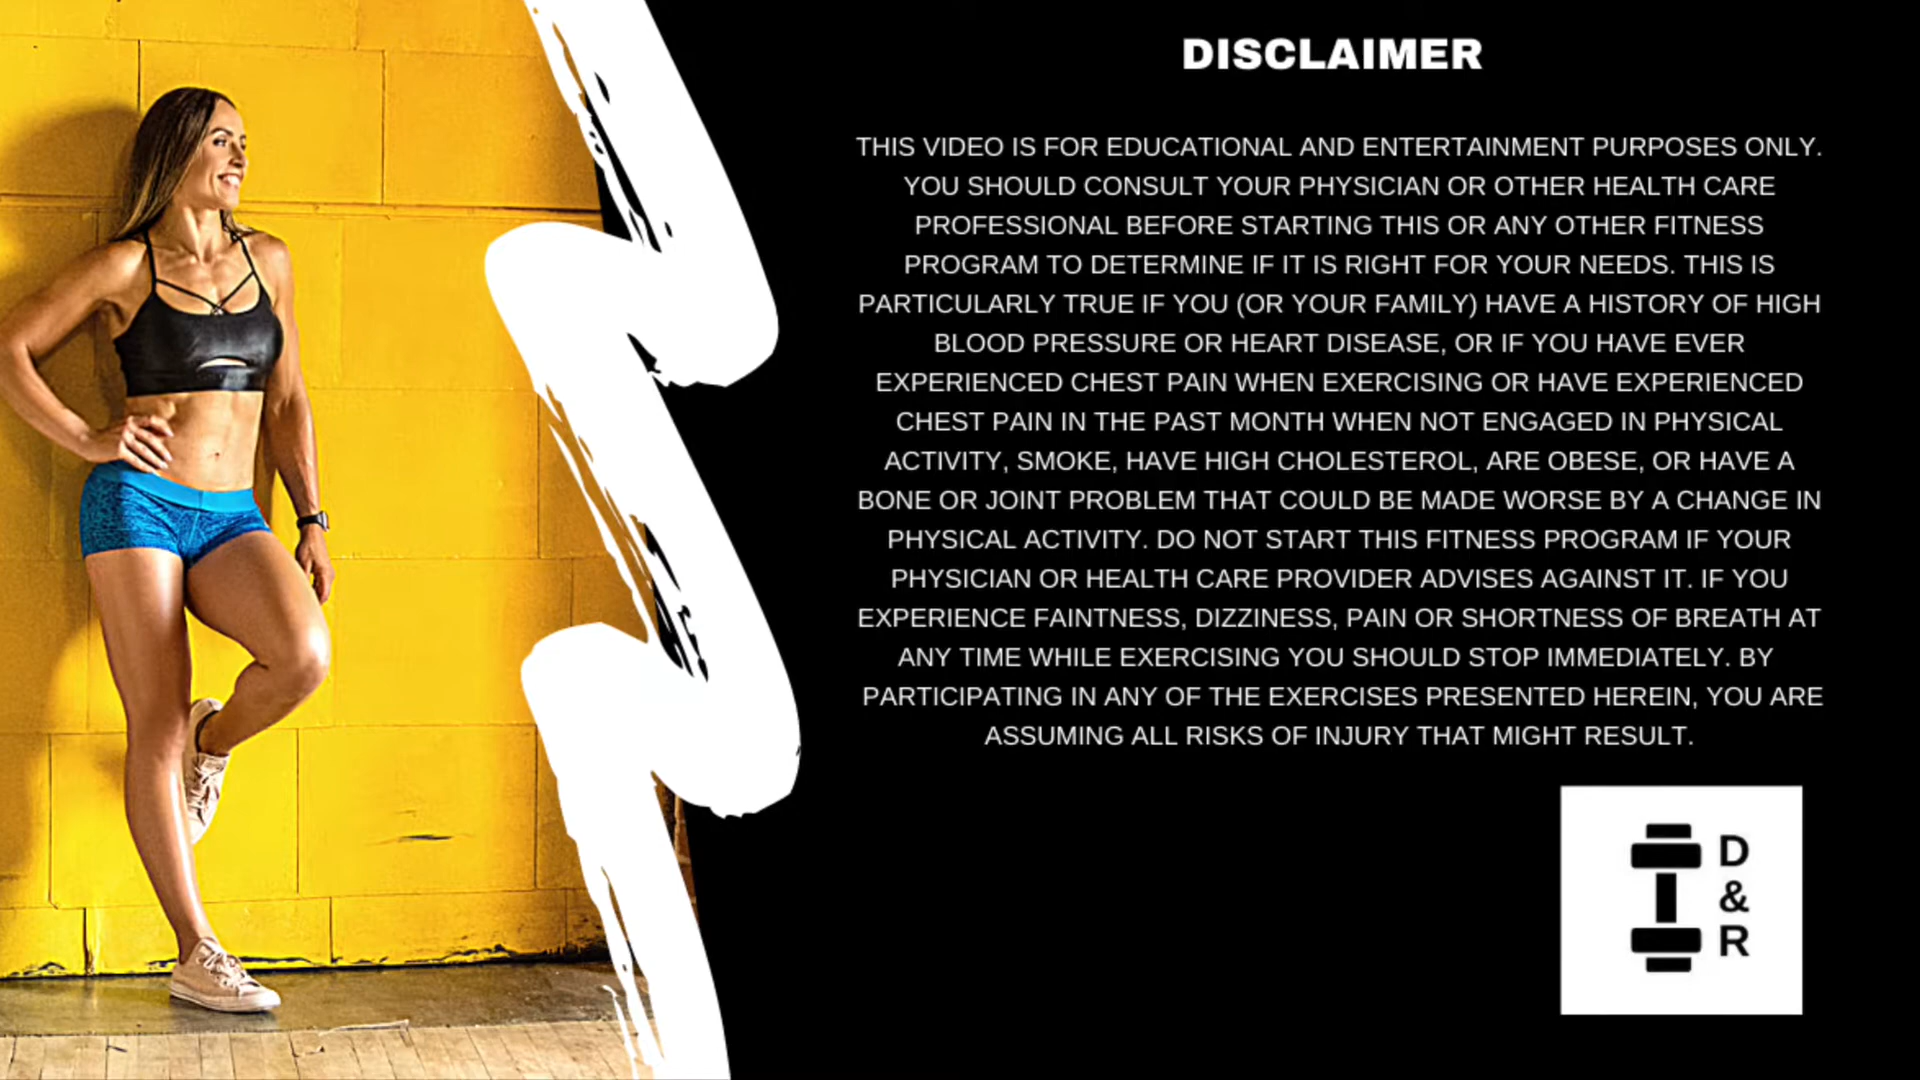 DISCLAIMER
THIS VIDEO IS FOR EDUCATIONAL AND ENTERTAINMENT PURPOSES ONLY.
YOU SHOULD CONSULT YOUR PHYSICIAN OR OTHER HEALTH CARE
PROFESSIONAL BEFORE STARTING THIS OR ANY OTHER FITNESS
PROGRAM TO DETERMINE IF IT IS RIGHT FOR YOUR NEEDS. THIS IS
PARTICULARLY TRUE IF YOU (OR YOUR FAMILY) HAVE A HISTORY OF HIGH
BLOOD PRESSURE OR HEART DISEASE, OR IF YOU HAVE EVER
EXPERIENCED CHEST PAIN WHEN EXERCISING OR HAVE EXPERIENCED
CHEST PAIN IN THE PAST MONTH WHEN NOT ENGAGED IN PHYSICAL
ACTIVITY, SMOKE, HAVE HIGH CHOLESTEROL, ARE OBESE, OR HAVE A
BONE OR JOINT PROBLEM THAT COULD BE MADE WORSE BY A CHANGE IN
PHYSICAL ACTIVITY. DO NOT START THIS FITNESS PROGRAM IF YOUR
PHYSICIAN OR HEALTH CARE PROVIDER ADVISES AGAINST IT. IF YOU
EXPERIENCE FAINTNESS, DIZZINESS, PAIN OR SHORTNESS OF BREATH AT
ANY TIME WHILE EXERCISING YOU SHOULD STOP IMMEDIATELY. BY
PARTICIPATING IN ANY OF THE EXERCISES PRESENTED HEREIN, YOU ARE
ASSUMING ALL RISKS OF INJURY THAT MIGHT RESULT.
D
&
R